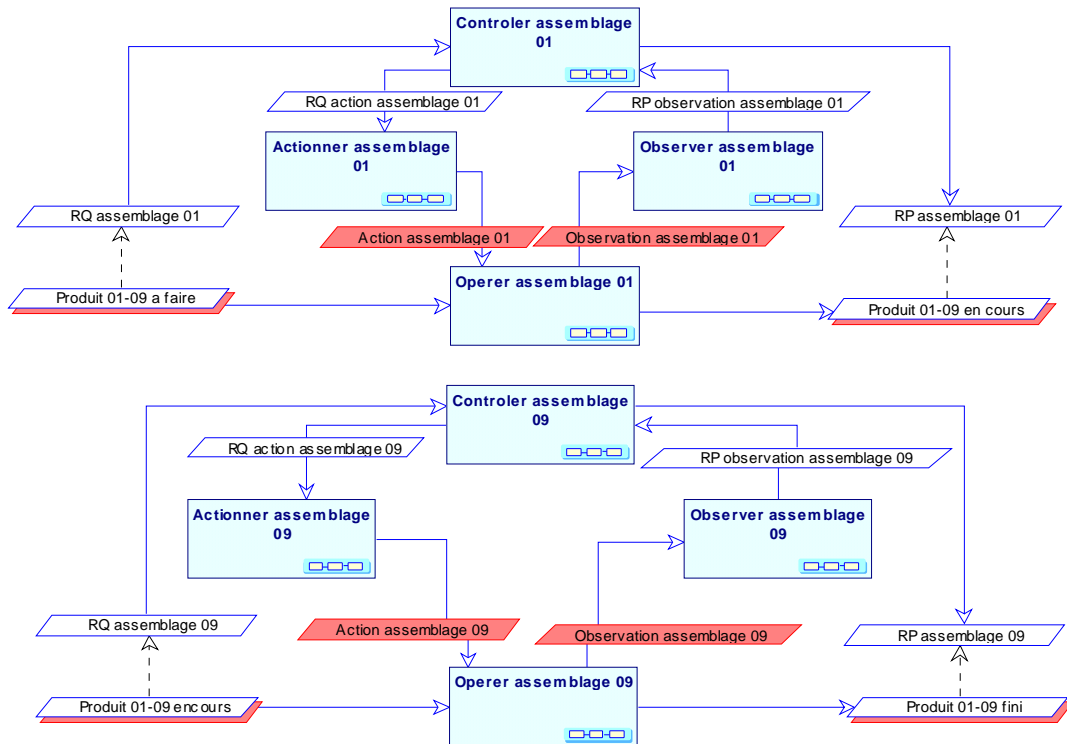 Controler assemblage
01
RQ action assemblage 01
RP observation assemblage 01
Actionner assemblage
01
Observer assemblage
01
RQ assemblage 01
RP assemblage 01
Action assemblage 01
Observation assemblage 01
Operer assemblage 01
Produit 01-09 a faire
Produit 01-09 en cours
Controler assemblage
09
RQ action assemblage 09
RP observation assemblage 09
Actionner assemblage
09
Observer assemblage
09
RQ assemblage 09
Action assemblage 09
Observation assemblage 09
RP assemblage 09
Operer assemblage 09
Produit 01-09 encours
Produit 01-09 fini